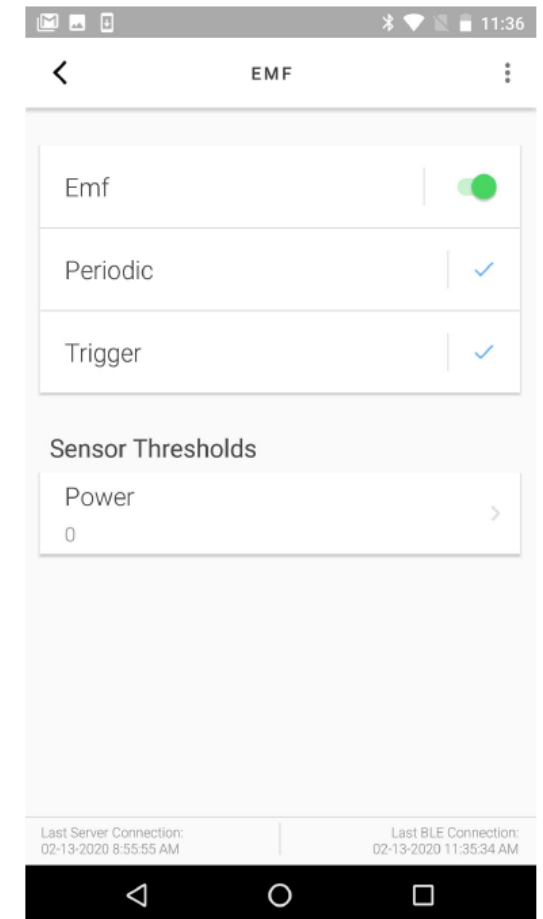 11:36
EMF
Emf
Periodic
Trigger
Sensor Thresholds
Power
0
Last Server Connection:
02-13-2020 8:55:55 AM
Last BLE Connection:
02-13-2020 11:35:34 AM